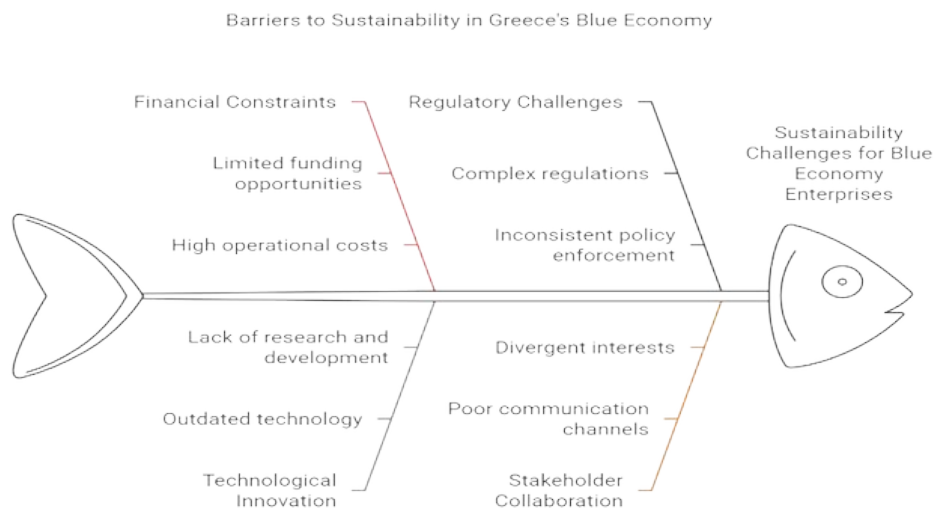 Barriers to Sustainability in Greece's Blue Economy
Financial Constraints
Limited funding
opportunities
High operational costs
Regulatory Challenges
Complex regulations
Inconsistent policy
enforcement
Sustainability
Challenges for Blue
Economy
Enterprises
Lack of research and
development
Outdated technology
Technological
Innovation
Divergent interests
Poor communication
channels
Stakeholder
Collaboration